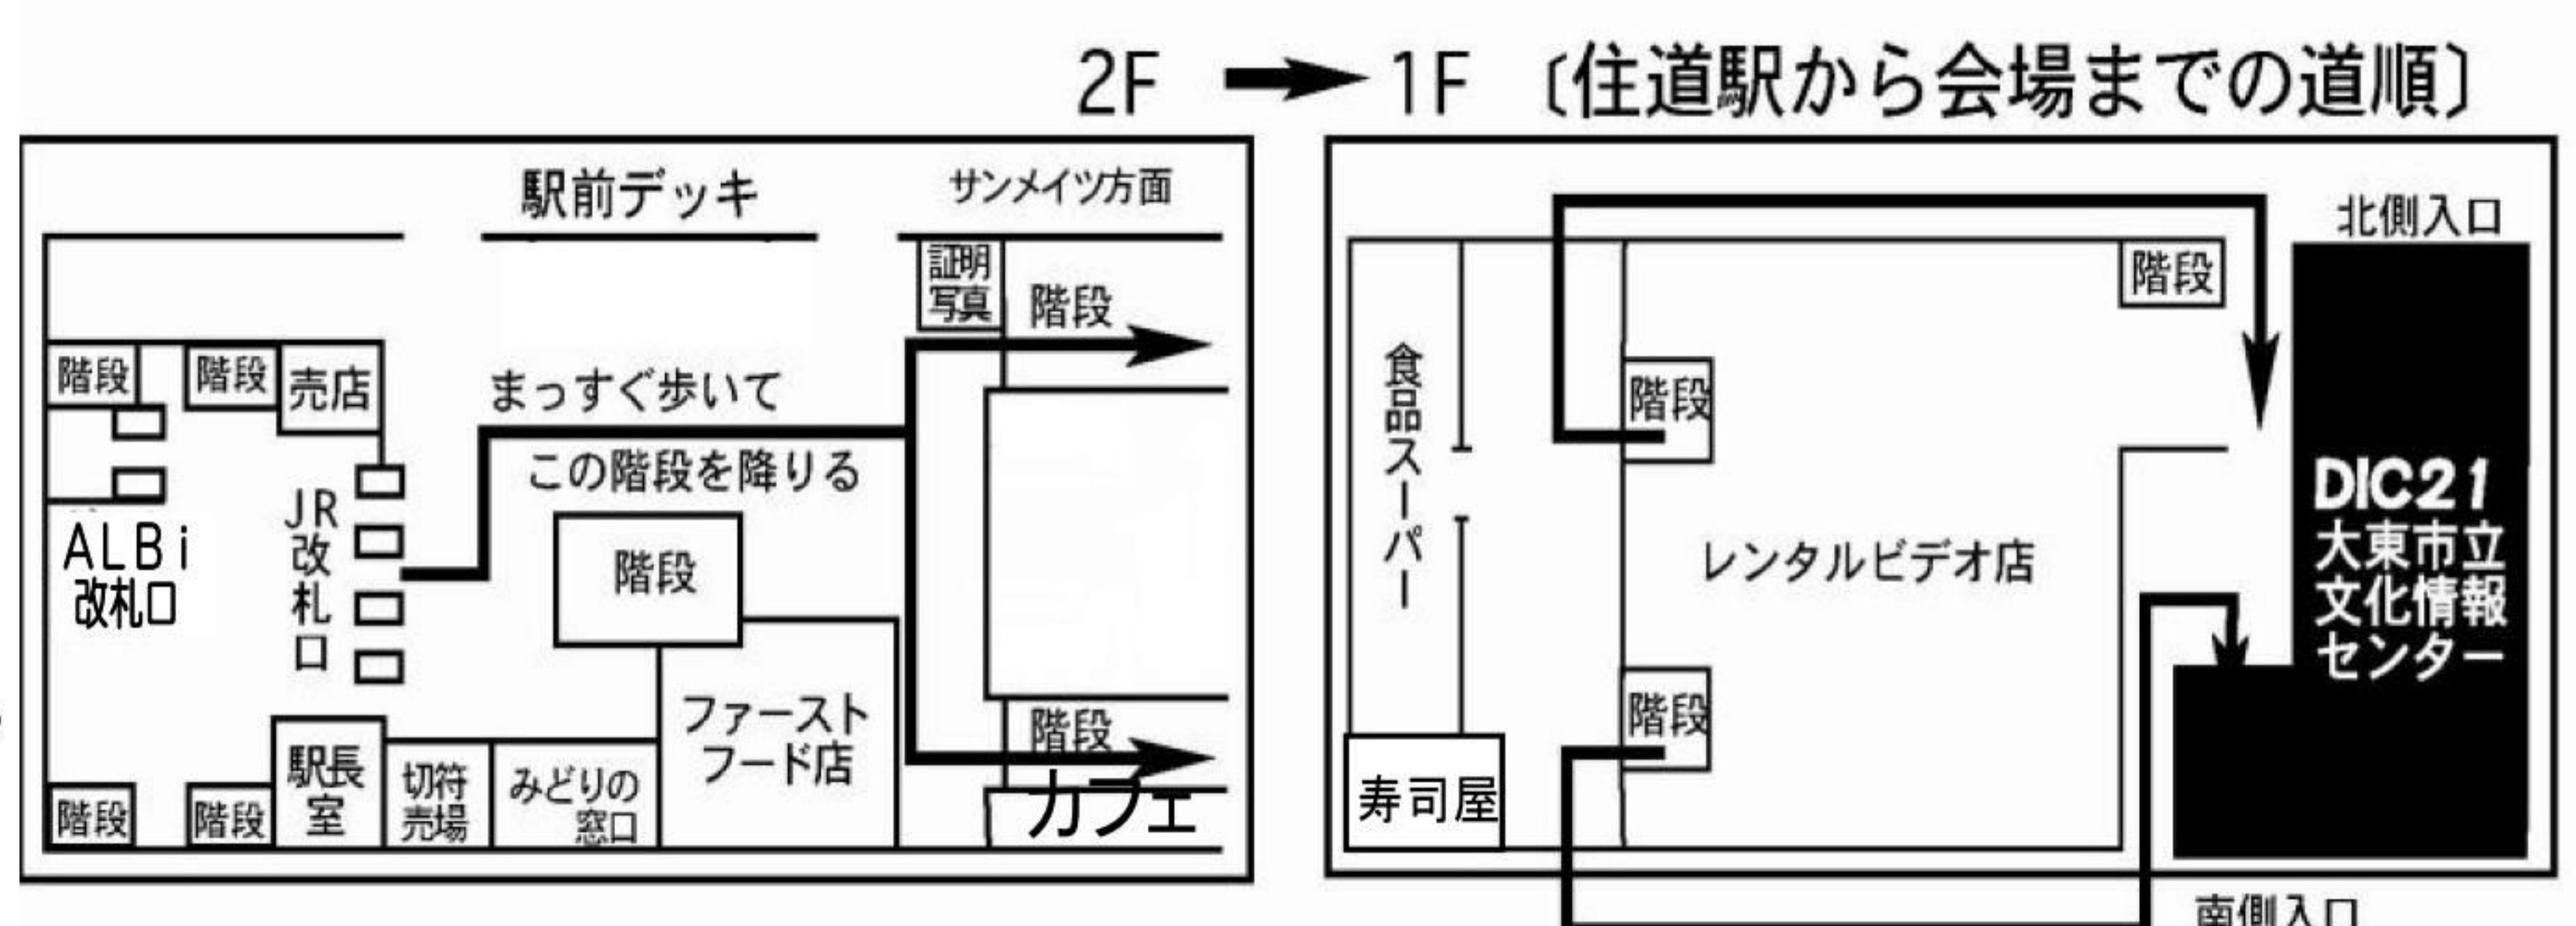 2F → 1F 〔住道駅から会場までの道順〕
駅前デッキ
サンメイツ方面
証明
写真
階段
階段
階段
売店
まっすぐ歩いて
この階段を降りる
JR改札口
ALBi
改札口
階段
ファースト
フード店
階段
カフェ
階段
階段
駅長
室
切符
売場
みどりの
窓口
北側入口
階段
食品スーパー
階段
レンタルビデオ店
DIC21
大東市立
文化情報
センター
階段
寿司屋
南側入口